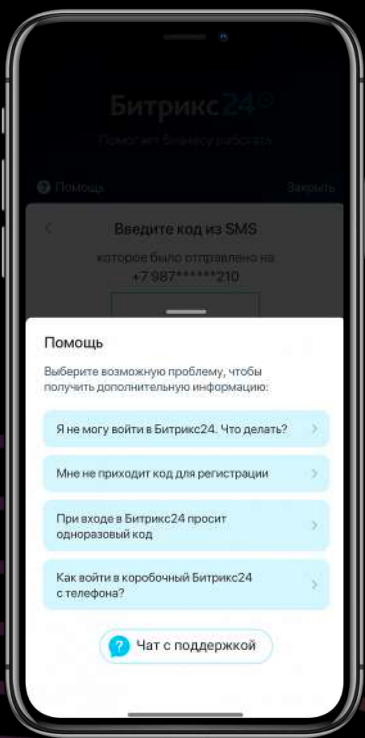 Битрикс24
Помогает бизнесу работать
Помощь
Закрыть
Введите код из SMS
которое было отправлено на
+7 987******210
Помощь
Выберите возможную проблему, чтобы
получить дополнительную информацию:
Я не могу войти в Битрикс24. Что делать?
Мне не приходит код для регистрации
При входе в Битрикс24 просит
одноразовый код
Как войти в коробочный Битрикс24
с телефона?
Чат с поддержкой